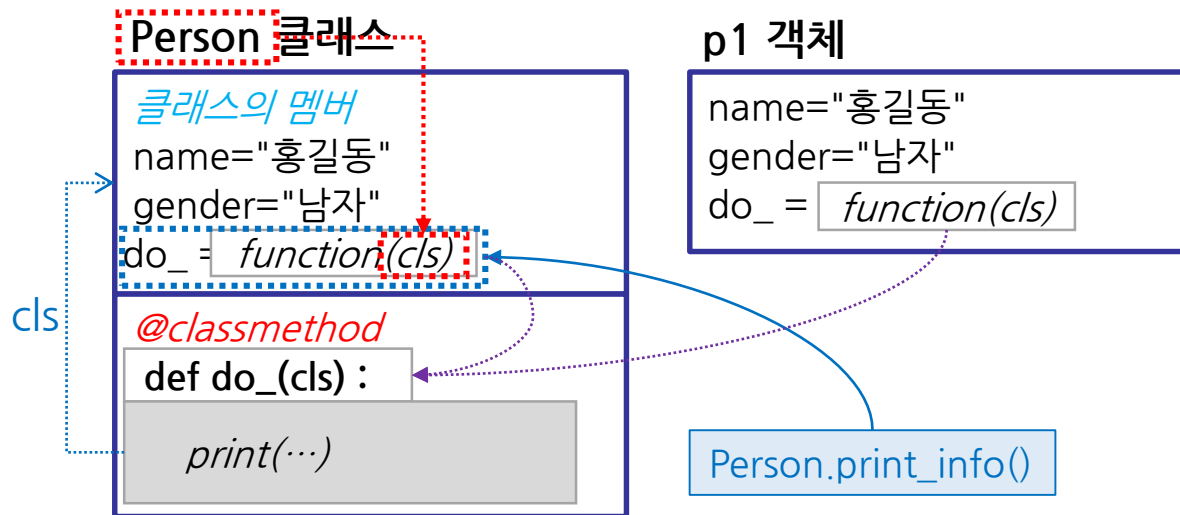 Person 클래스
클래스의 멤버
name="홍길동"
gender="남자"
do_ = function(cls)
cls
@classmethod
def do_(cls) :
print(…)
p1 객체
name="홍길동"
gender="남자"
do_ = function(cls)
Person.print_info()